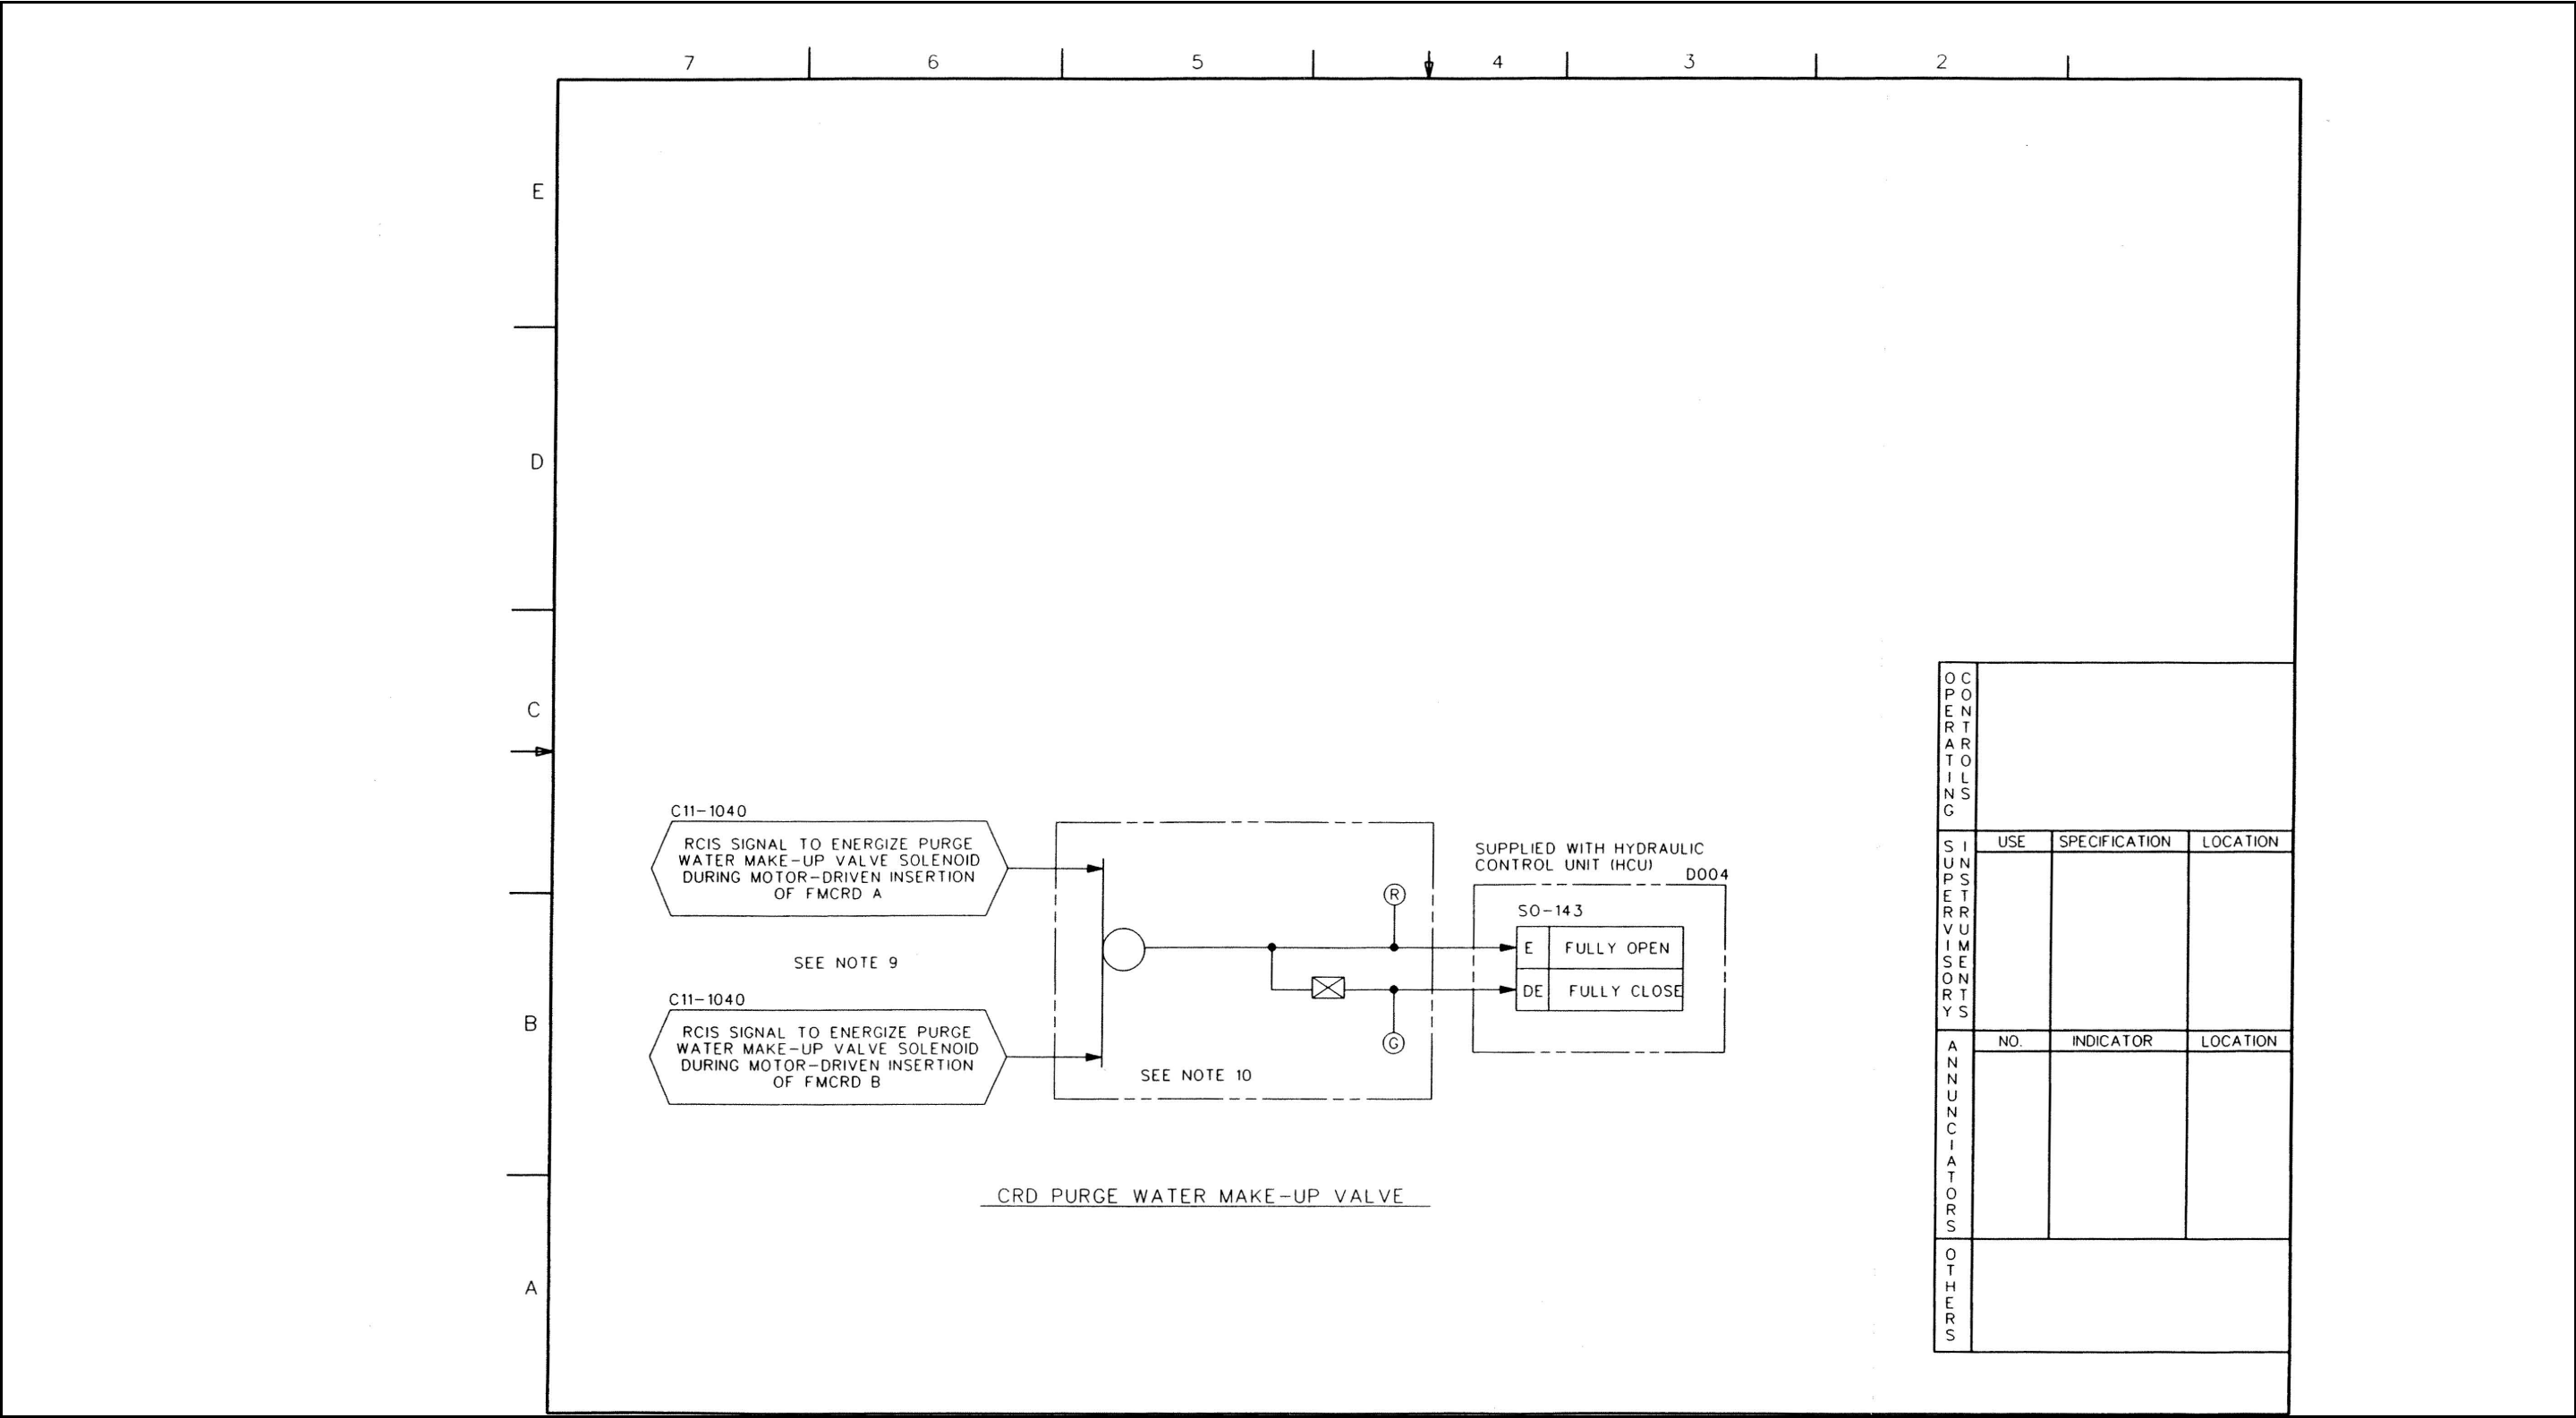 7 6 5 4 3 2
E
D
C
B
A
C11-1040
RCIS SIGNAL TO ENERGIZE PURGE
WATER MAKE-UP VALVE SOLENOID
DURING MOTOR-DRIVEN INSERTION
OF FMCRD A
SEE NOTE 9
C11-1040
RCIS SIGNAL TO ENERGIZE PURGE
WATER MAKE-UP VALVE SOLENOID
DURING MOTOR-DRIVEN INSERTION
OF FMCRD B
SEE NOTE 10
R
G
SUPPLIED WITH HYDRAULIC
CONTROL UNIT (HCU)
D004
SO-143
E FULLY OPEN
DE FULLY CLOSE
CRD PURGE WATER MAKE-UP VALVE
OPERATING
CONTROLS
SUPERVISORY
INSTRUMENTS
USE SPECIFICATION LOCATION
ANNUNCIATORS
NO. INDICATOR LOCATION
OTHERS